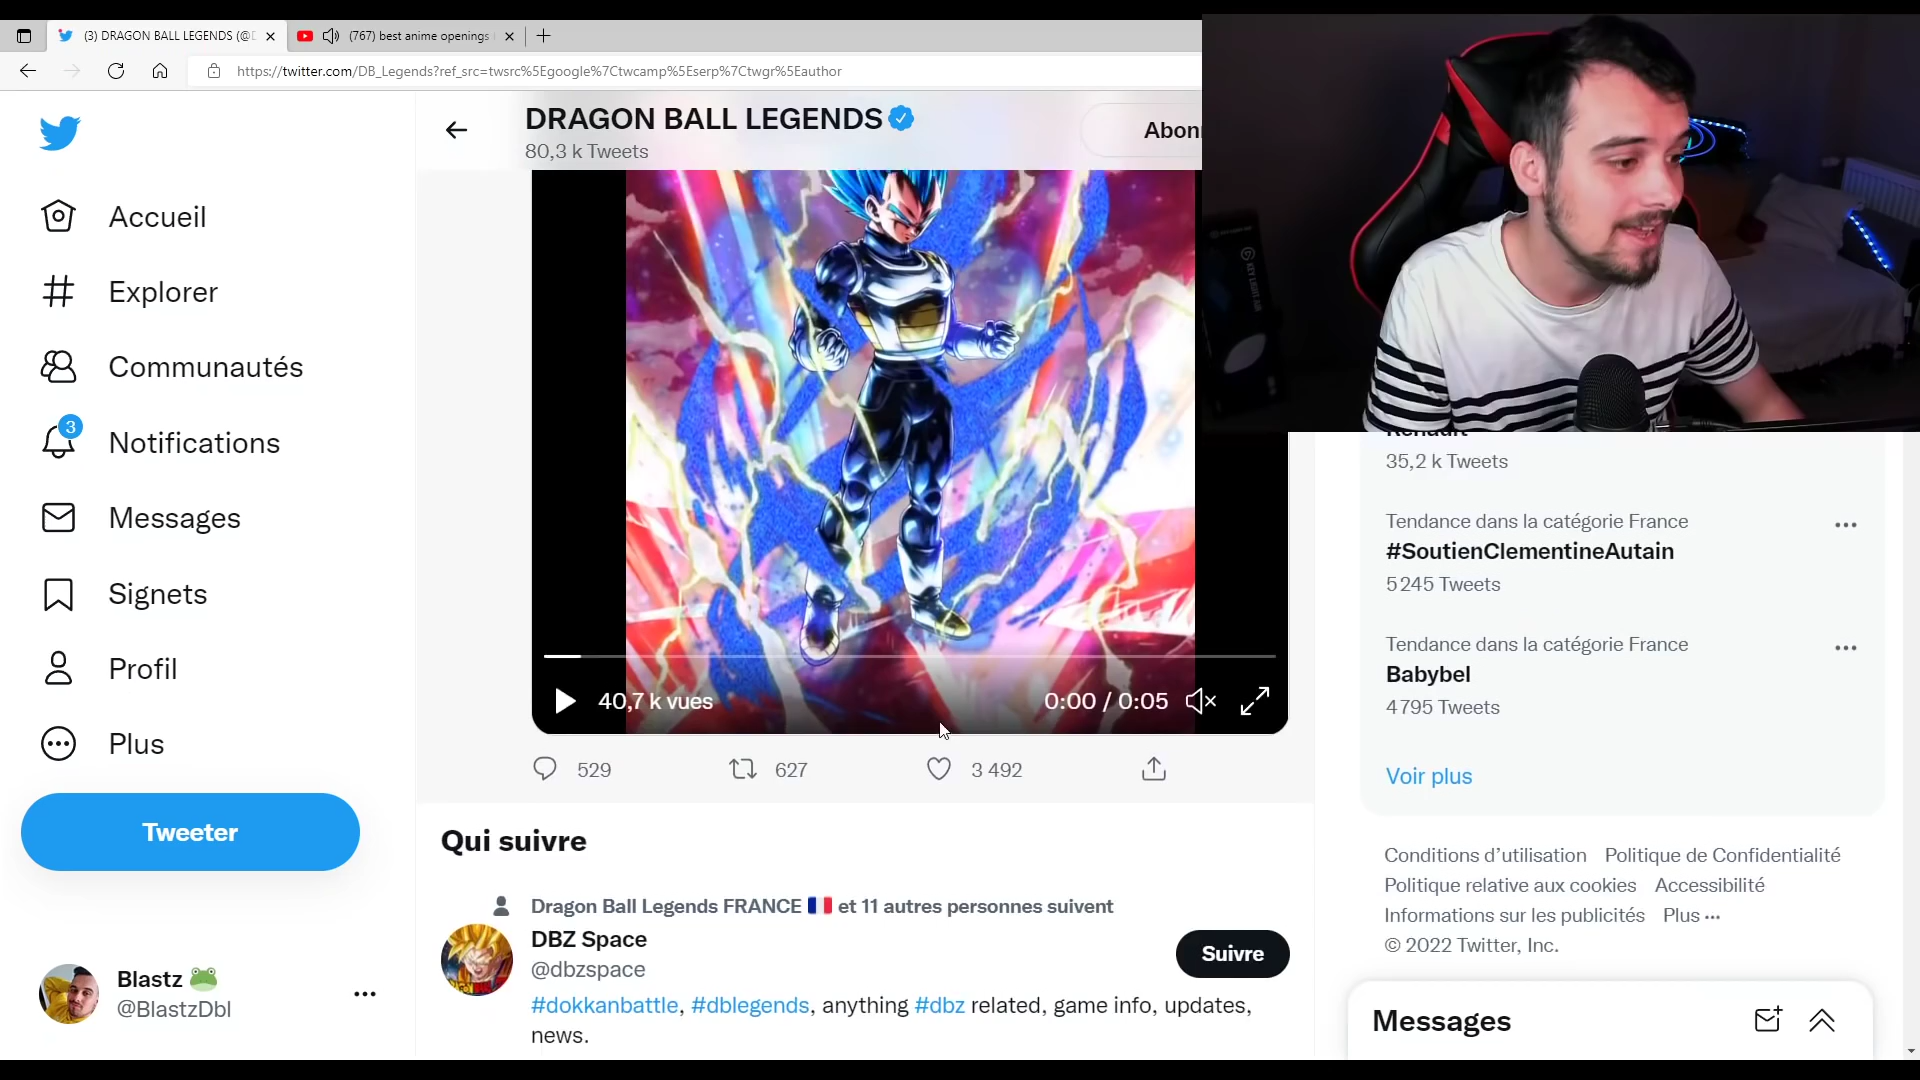 (3) DRAGON BALL LEGENDS (@D
(767) best anime openings
https://twitter.com/DB_Legends?ref_src=twsrc%5Egoogle%7Ctwcamp%5Eserp%7Ctwgr%5Eauthor
DRAGON BALL LEGENDS
80,3 k Tweets
Abon
Accueil
Explorer
Communautés
3
Notifications
Messages
Signets
Profil
Plus
Tweeter
Blastz
@BlastzDbl
40,7 k vues
0:00 / 0:05
529
627
3 492
Qui suivre
Dragon Ball Legends FRANCE et 11 autres personnes suivent
DBZ Space
@dbzspace
Suivre
#dokkanbattle, #dblegends, anything #dbz related, game info, updates,
news.
Renault
35,2 k Tweets
Tendance dans la catégorie France
#SoutienClementineAutain
5 245 Tweets
Tendance dans la catégorie France
Babybel
4 795 Tweets
Voir plus
Conditions d’utilisation Politique de Confidentialité
Politique relative aux cookies Accessibilité
Informations sur les publicités Plus ···
© 2022 Twitter, Inc.
Messages